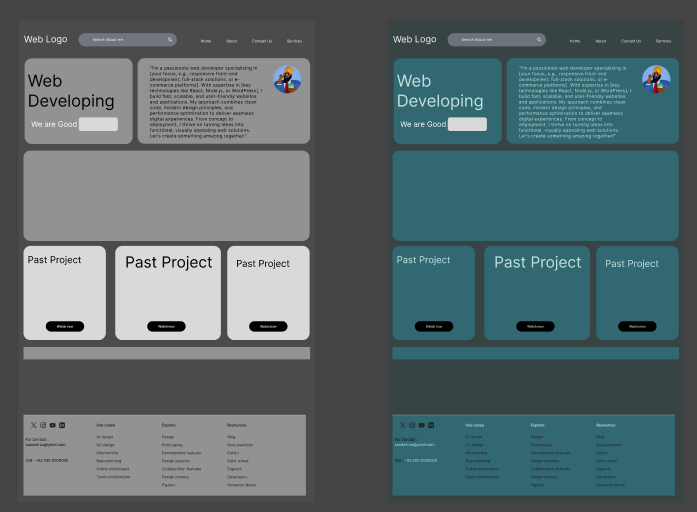 Web Logo
Search About me
Home
About
Contact Us
Services
Web
Developing
We are Good
"I'm a passionate web developer specializing in
[your focus, e.g., responsive front-end
development, full-stack solutions, or e-
commerce platforms]. With expertise in [key
technologies like React, Node.js, or WordPress], I
build fast, scalable, and user-friendly websites
and applications. My approach combines clean
code, modern design principles, and
performance optimization to deliver seamless
digital experiences. From concept to
deployment, I thrive on turning ideas into
functional, visually appealing web solutions.
Let's create something amazing together!"
Past Project
Past Project
Past Project
Watch now
Watch now
Watch now
For Contact :
Use cases
UI design
UX design
Wireframing
Brainstorming
Online whiteboard
Team collaboration
Explore
Design
Prototyping
Development features
Design systems
Collaboration features
Design process
FigJam
Resources
Blog
Best practices
Colors
Color wheel
Support
Developers
Resource library
Web Logo
Search About me
Home
About
Contact Us
Services
Web
Developing
We are Good
"I'm a passionate web developer specializing in
[your focus, e.g., responsive front-end
development, full-stack solutions, or e-
commerce platforms]. With expertise in [key
technologies like React, Node.js, or WordPress], I
build fast, scalable, and user-friendly websites
and applications. My approach combines clean
code, modern design principles, and
performance optimization to deliver seamless
digital experiences. From concept to
deployment, I thrive on turning ideas into
functional, visually appealing web solutions.
Let's create something amazing together!"
Past Project
Past Project
Past Project
Watch now
Watch now
Watch now
For Contact :
Use cases
UI design
UX design
Wireframing
Brainstorming
Online whiteboard
Team collaboration
Explore
Design
Prototyping
Development features
Design systems
Collaboration features
Design process
FigJam
Resources
Blog
Best practices
Colors
Color wheel
Support
Developers
Resource library